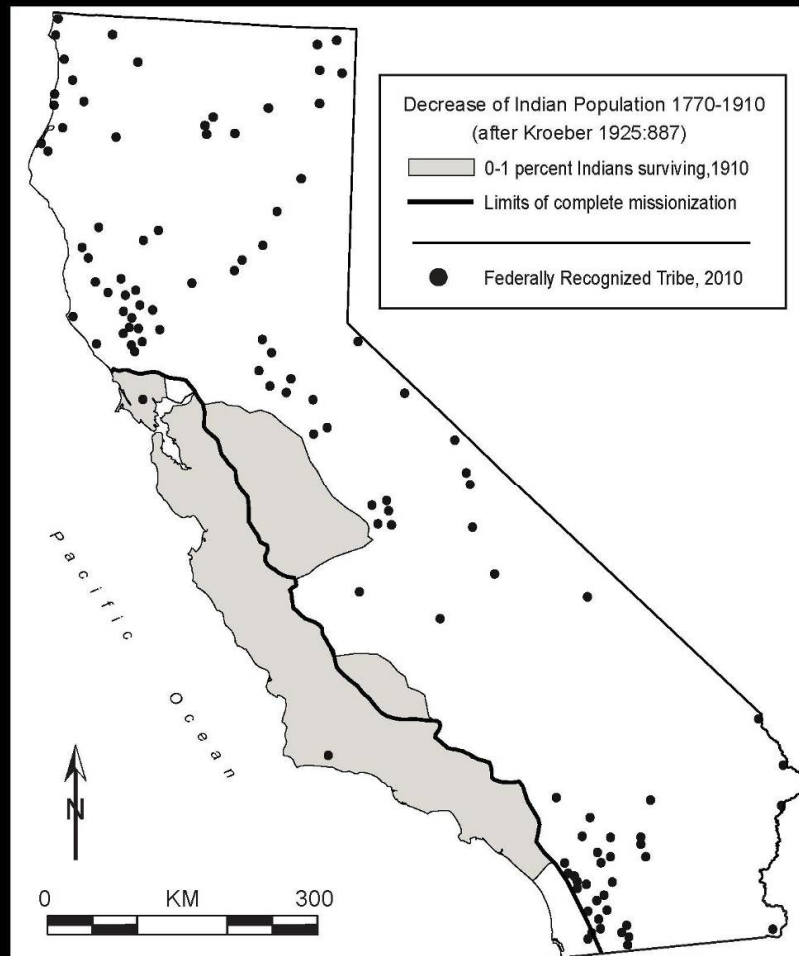 Decrease of Indian Population 1770-1910
(after Kroeber 1925:887)
0-1 percent Indians surviving,1910
Limits of complete missionization
Federally Recognized Tribe, 2010
Pacific Ocean
N
0 KM 300